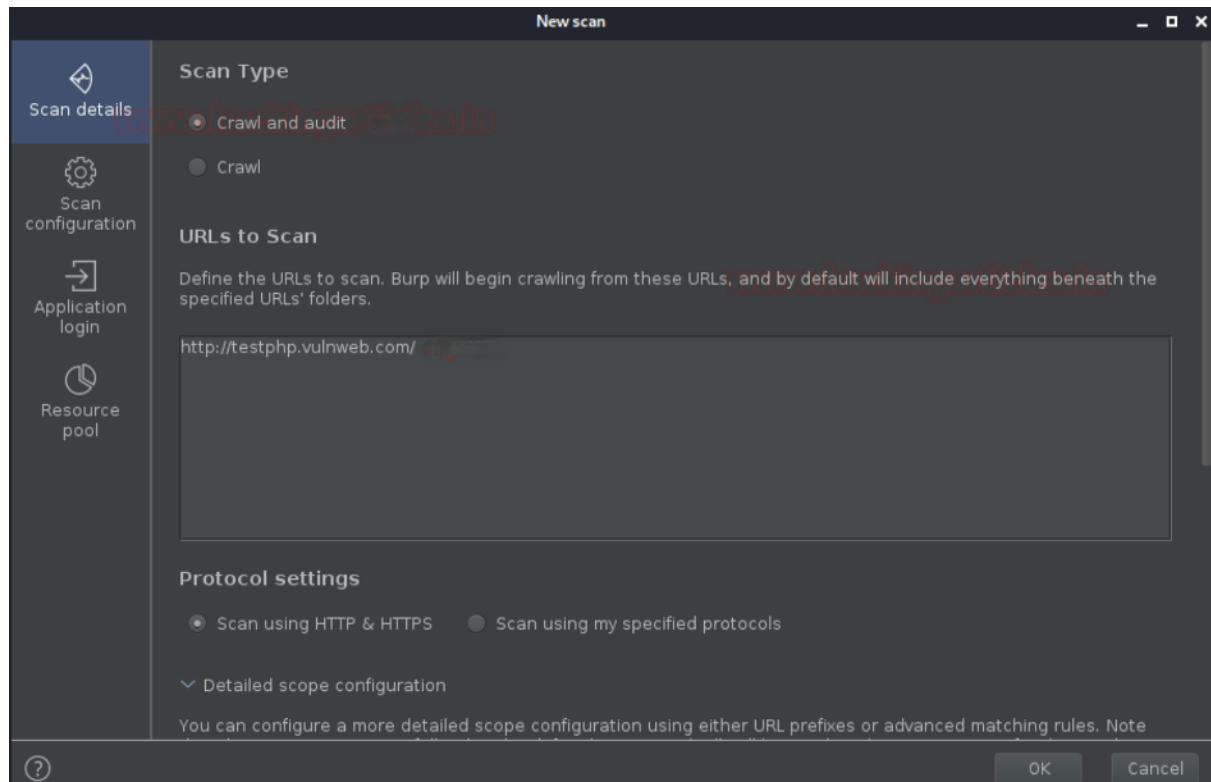 New scan
Scan details
Scan
configuration
Application
login
Resource
pool
Scan Type
Crawl and audit
Crawl
URLs to Scan
Define the URLs to scan. Burp will begin crawling from these URLs, and by default will include everything beneath the
specified URLs' folders.
http://testphp.vulnweb.com/
Protocol settings
Scan using HTTP & HTTPS
Scan using my specified protocols
Detailed scope configuration
You can configure a more detailed scope configuration using either URL prefixes or advanced matching rules. Note
?
OK
Cancel